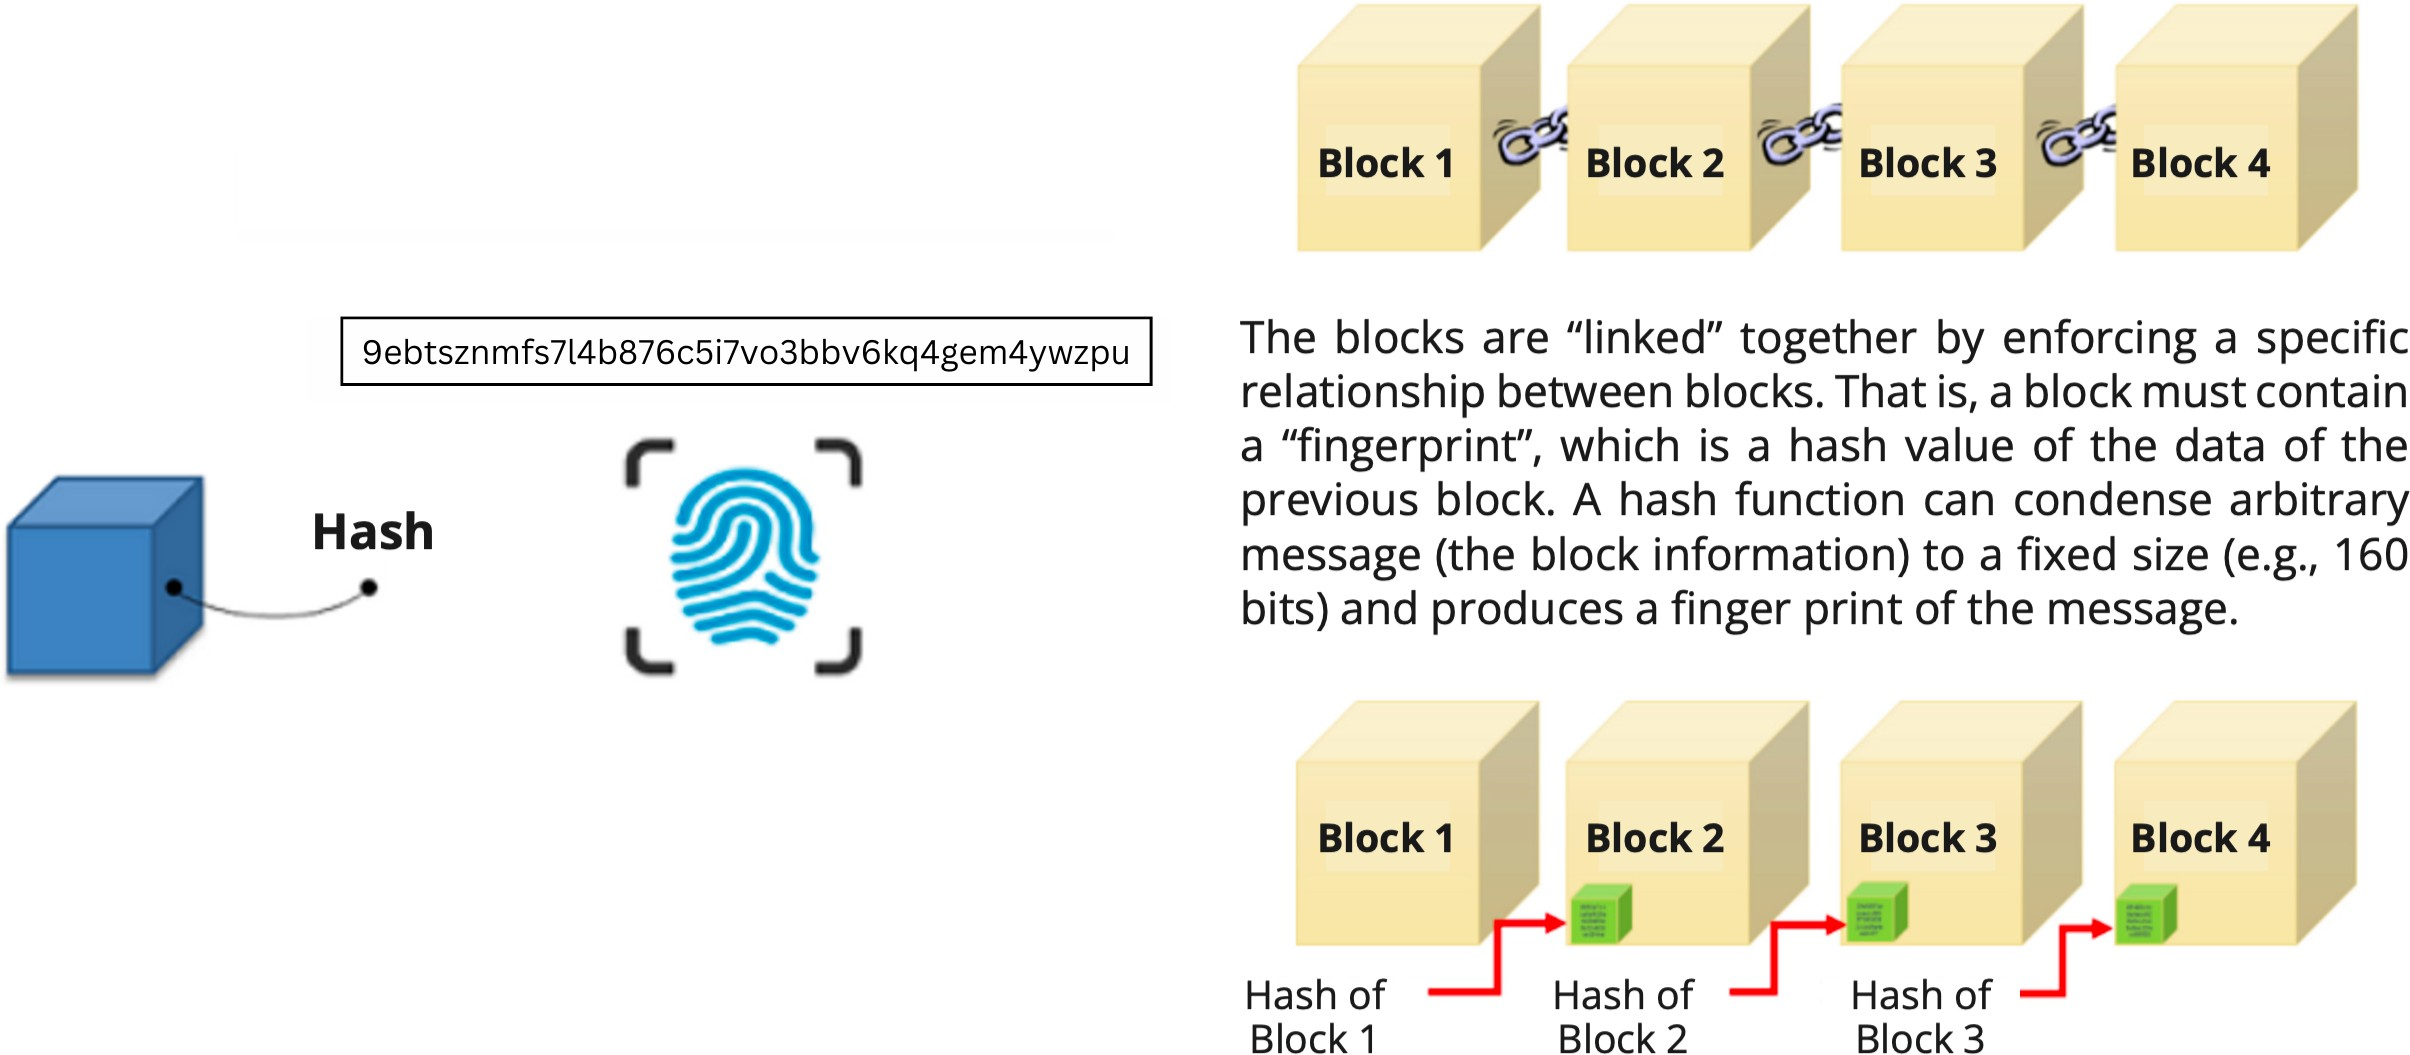 9ebtsznmfs7l4b876c5i7vo3bbv6kq4gem4ywzpu
Hash
Block 1
Block 2
Block 3
Block 4
The blocks are “linked” together by enforcing a specific
relationship between blocks. That is, a block must contain
a “fingerprint”, which is a hash value of the data of the
previous block. A hash function can condense arbitrary
message (the block information) to a fixed size (e.g., 160
bits) and produces a finger print of the message.
Block 1
Block 2
Block 3
Block 4
Hash of
Block 1
Hash of
Block 2
Hash of
Block 3